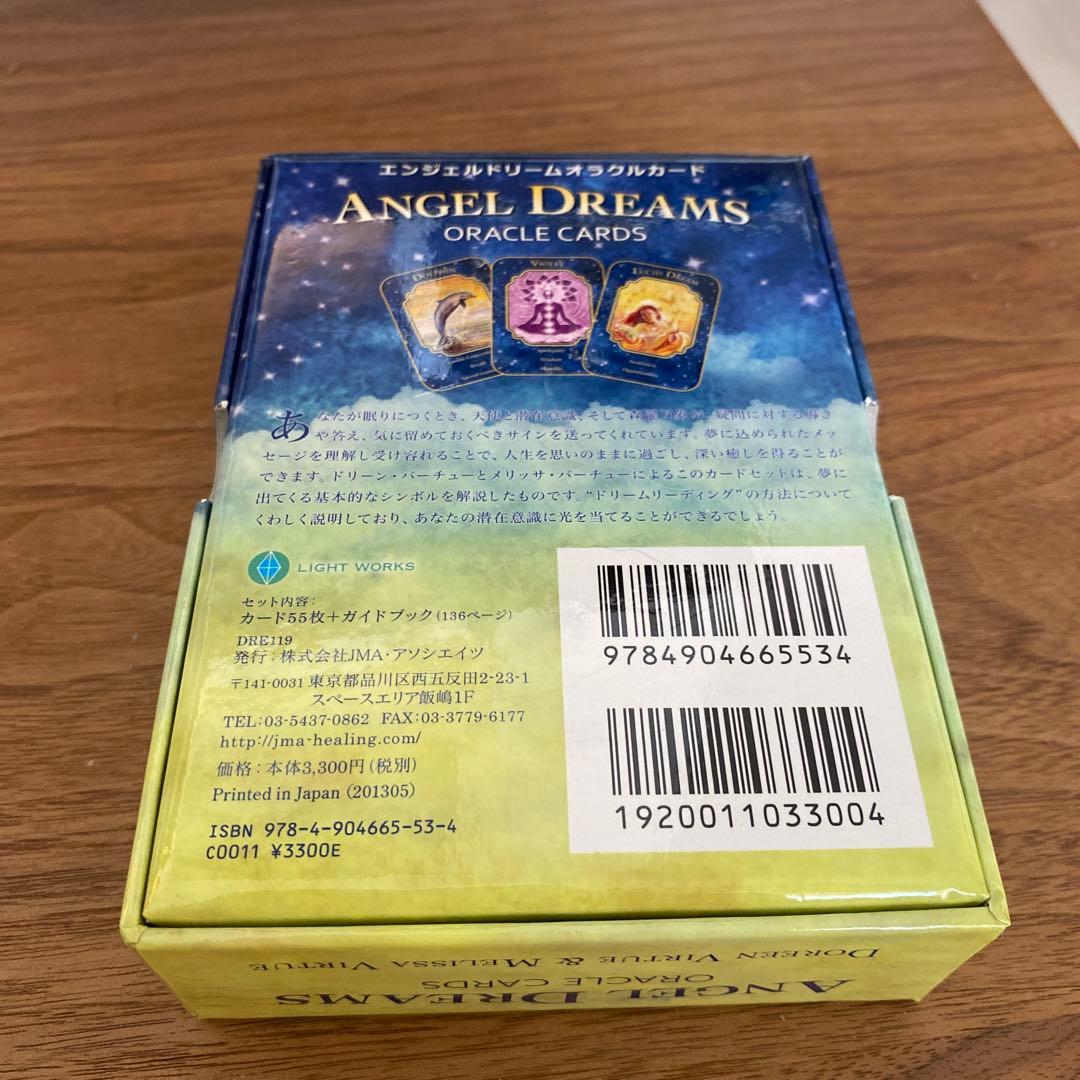 エンジェルドリームオラクルカード
ANGEL DREAMS
ORACLE CARDS
DOLPHIN
VIOLET
LUCID DREAM
Spirituality
Wisdom
Awareness
あなたが眠りにつくとき、天使と潜在意識、そして森羅万象が、疑問に対する導き
や答え、気に留めておくべきサインを送ってくれています。夢に込められたメッ
セージを理解し受け容れることで、人生を思いのままに過ごし、深い癒しを得ることが
できます。ドリーン・バーチューとメリッサ・バーチューによるこのカードセットは、夢に
出てくる基本的なシンボルを解説したものです。“ドリームリーディング”の方法について
くわしく説明しており、あなたの潜在意識に光を当てることができるでしょう。
LIGHT WORKS
セット内容：
カード55枚＋ガイドブック（136ページ）
DRE119
発行：株式会社JMA・アソシエイツ
〒141-0031 東京都品川区西五反田2-23-1
スペースエリア飯嶋1F
TEL:03-5437-0862 FAX:03-3779-6177
http://jma-healing.com/
価格：本体3,300円（税別）
Printed in Japan（201305）
ISBN 978-4-904665-53-4
C0011 ¥3300E
9784904665534
1920011033004
DOREEN VIRTUE & MELISSA VIRTUE
ANGEL DREAMS
ORACLE CARDS